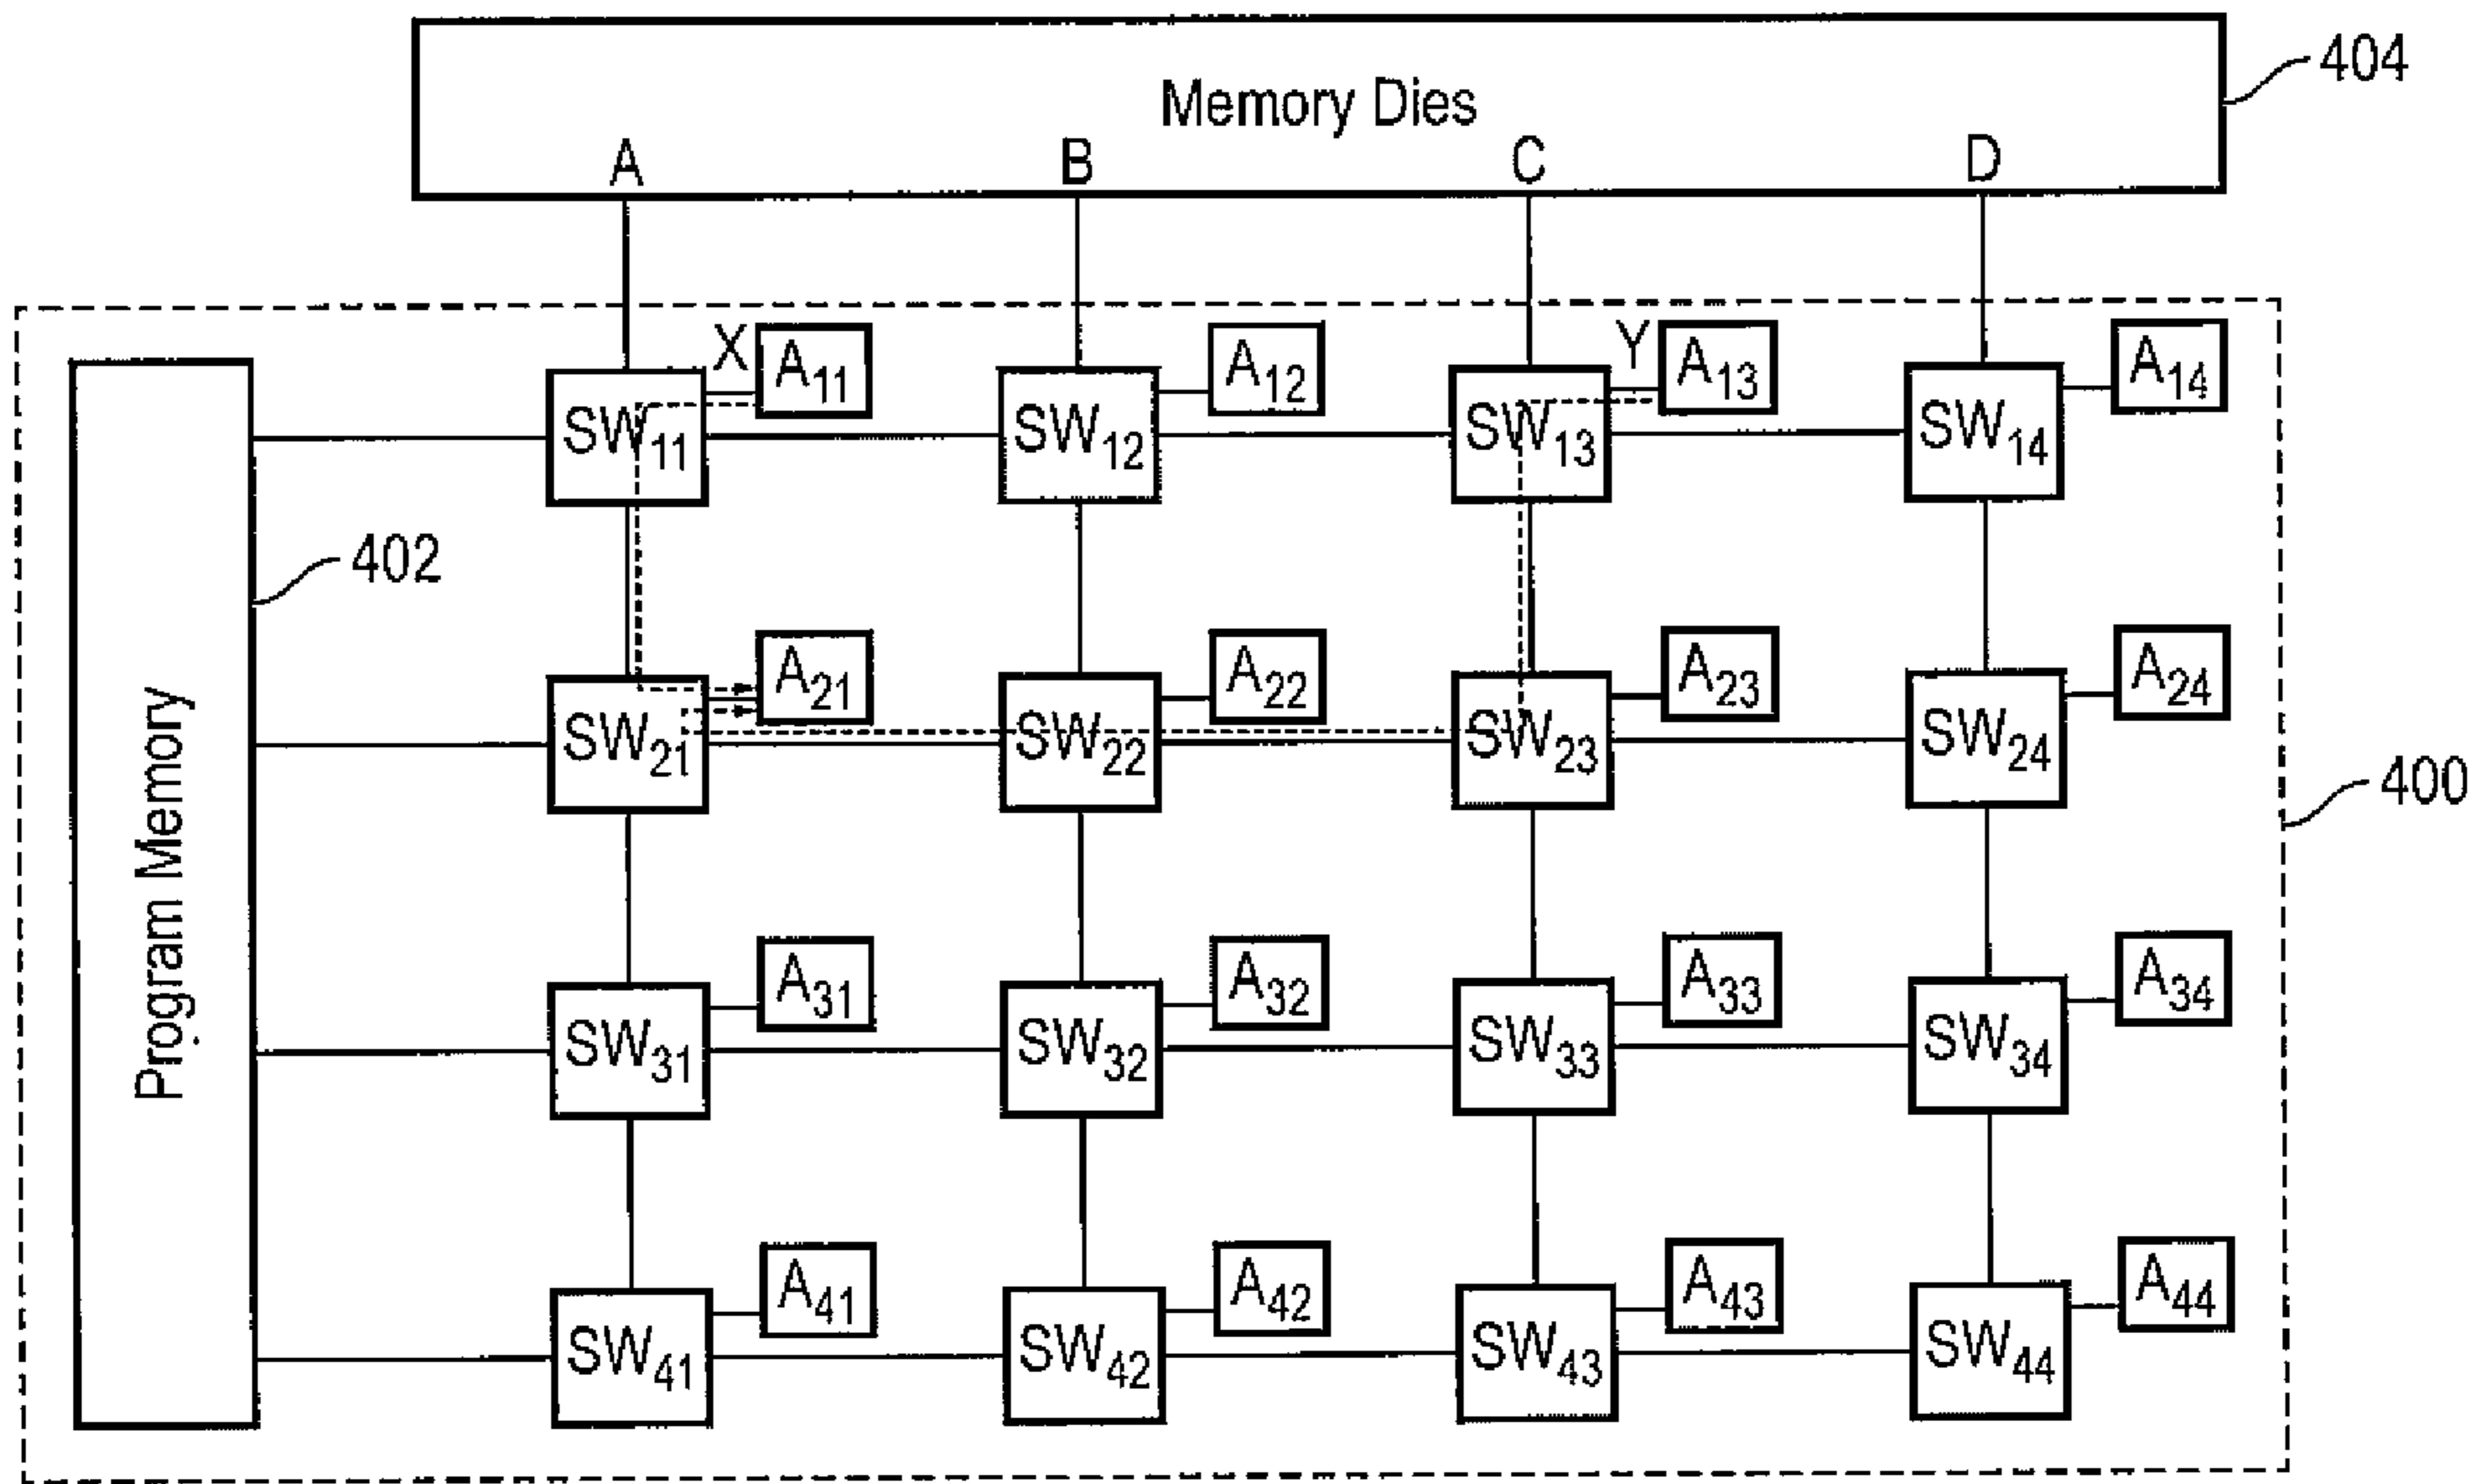 Memory Dies
404
A B C D
X A11 A12 Y A13 A14
SW11 SW12 SW13 SW14
402
A21 A22 A23 A24
SW21 SW22 SW23 SW24
400
Program Memory
A31 A32 A33 A34
SW31 SW32 SW33 SW34
A41 A42 A43 A44
SW41 SW42 SW43 SW44